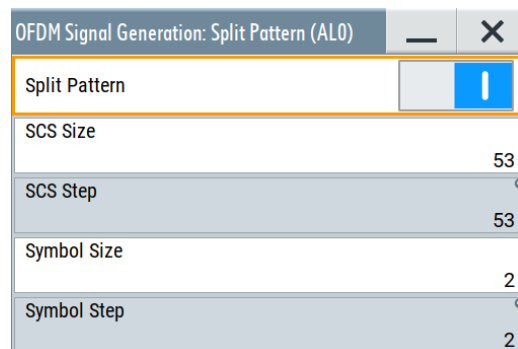 OFDM Signal Generation: Split Pattern (AL0)
Split Pattern
SCS Size
53
SCS Step
53
Symbol Size
2
Symbol Step
2